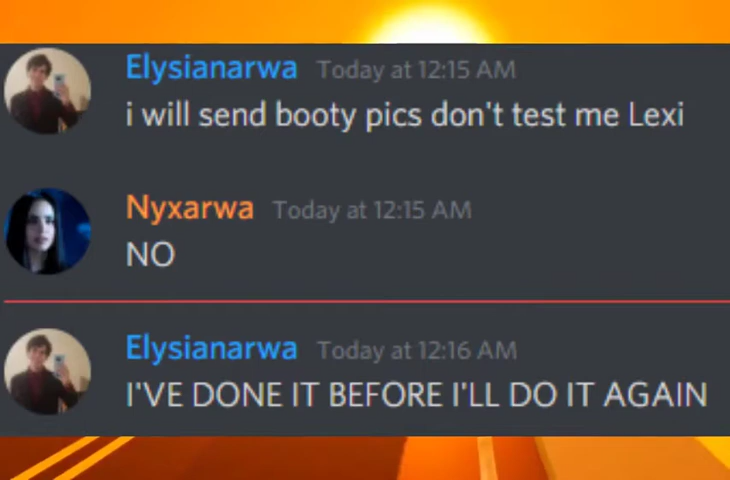 Elysianarwa Today at 12:15 AM
i will send booty pics don't test me Lexi
Nyxarwa Today at 12:15 AM
NO
Elysianarwa Today at 12:16 AM
I'VE DONE IT BEFORE I'LL DO IT AGAIN